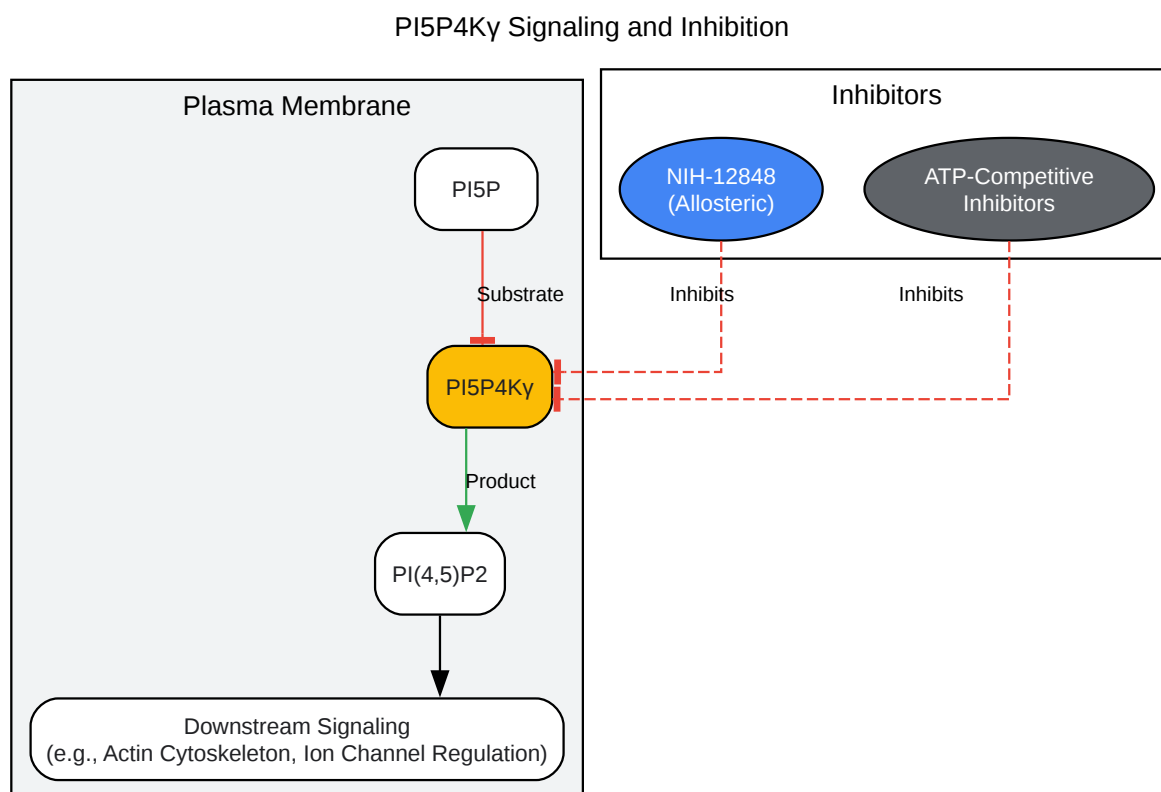 PI5P4Kγ Signaling and Inhibition
Plasma Membrane
Inhibitors
PI5P
NIH-12848
(Allosteric)
ATP-Competitive
Inhibitors
Substrate
Inhibits
Inhibits
PI5P4Kγ
Product
PI(4,5)P2
Downstream Signaling
(e.g., Actin Cytoskeleton, Ion Channel Regulation)